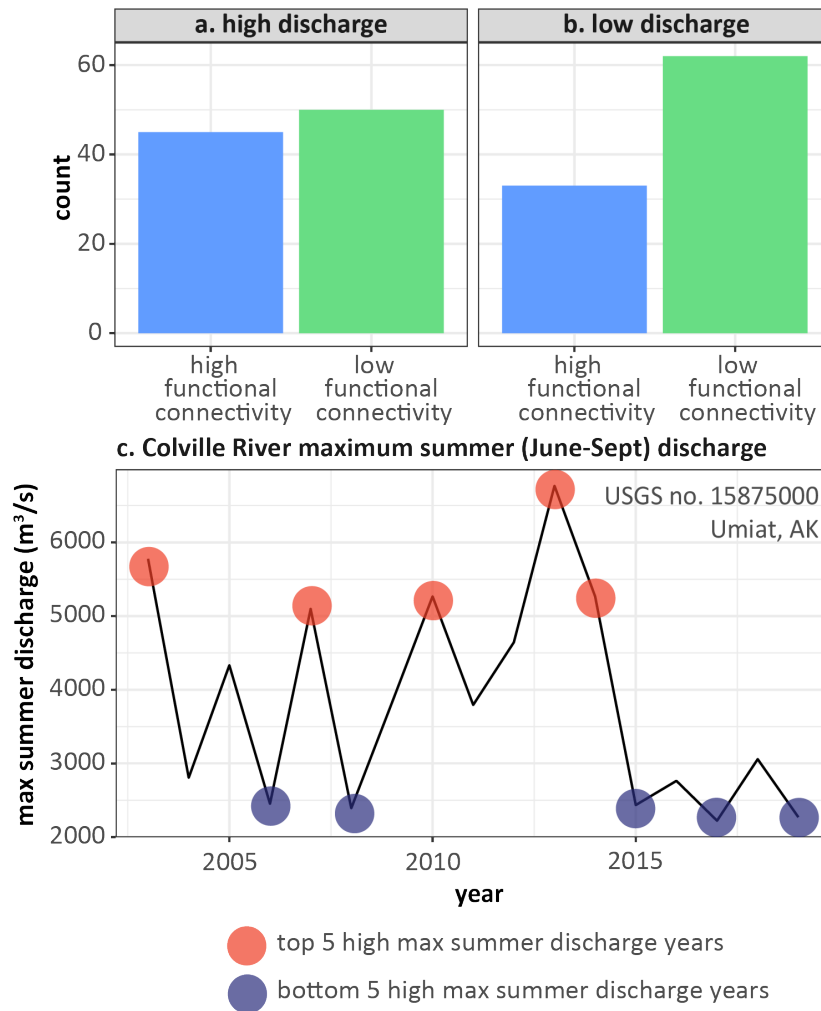 a. high discharge
b. low discharge
count
60
40
20
0
high
functional
connectivity
low
functional
connectivity
high
functional
connectivity
low
functional
connectivity
c. Colville River maximum summer (June-Sept) discharge
USGS no. 15875000
Umiat, AK
max summer discharge (m³/s)
6000
5000
4000
3000
2000
2005
2010
2015
year
top 5 high max summer discharge years
bottom 5 high max summer discharge years